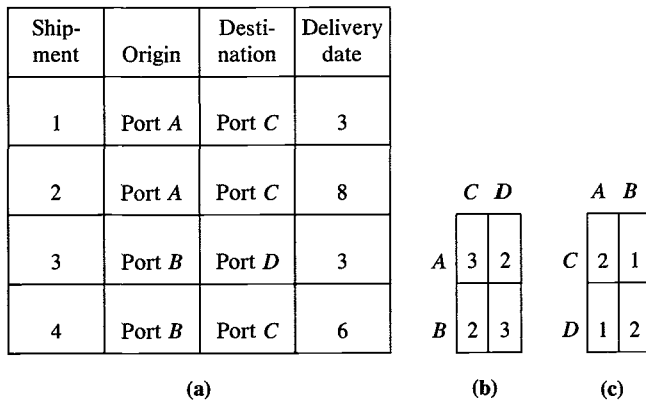 Ship- Desti- Delivery
ment Origin nation date
1 Port A Port C 3
2 Port A Port C 8
3 Port B Port D 3
4 Port B Port C 6
(a)
C D
A 3 2
B 2 3
(b)
A B
C 2 1
D 1 2
(c)